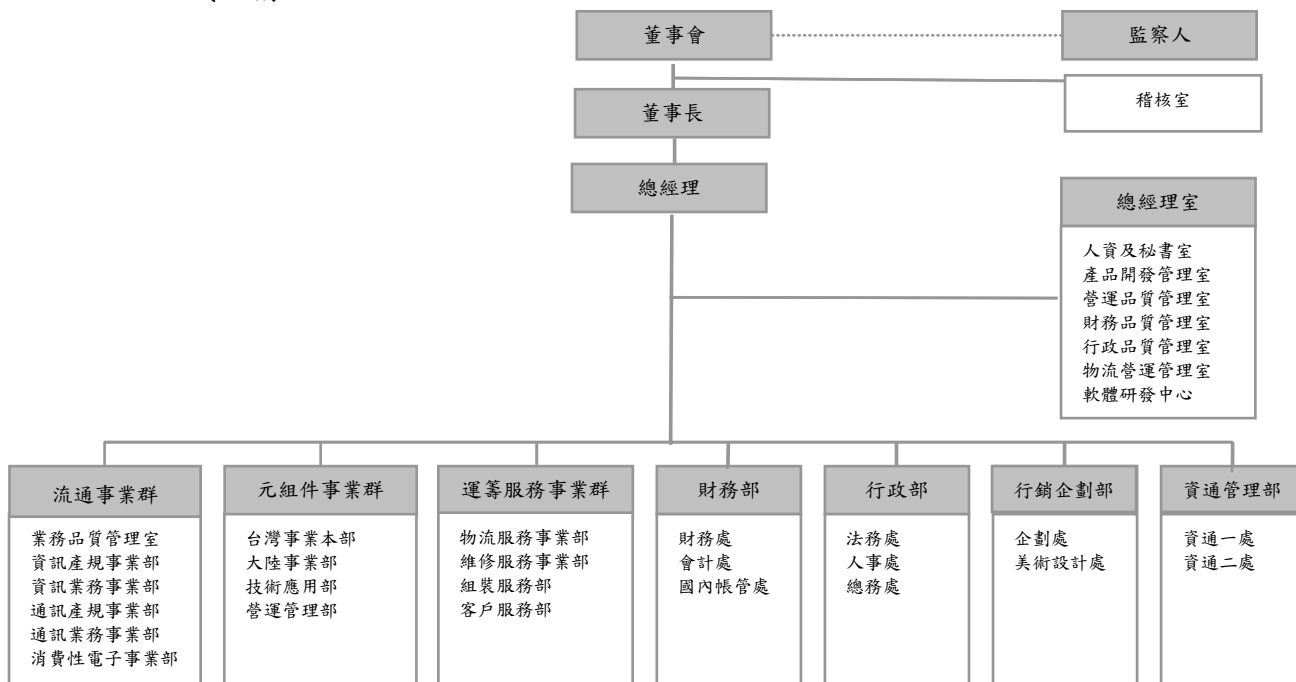 董事會
監察人
稽核室
董事長
總經理
總經理室
人資及秘書室
產品開發管理室
營運品質管理室
財務品質管理室
行政品質管理室
物流營運管理室
軟體研發中心
流通事業群
業務品質管理室
資訊產規事業部
資訊業務事業部
通訊產規事業部
通訊業務事業部
消費性電子事業部
元組件事業群
台灣事業本部
大陸事業部
技術應用部
營運管理部
運籌服務事業群
物流服務事業部
維修服務事業部
組裝服務部
客戶服務部
財務部
財務處
會計處
國內帳管處
行政部
法務處
人事處
總務處
行銷企劃部
企劃處
美術設計處
資通管理部
資通一處
資通二處